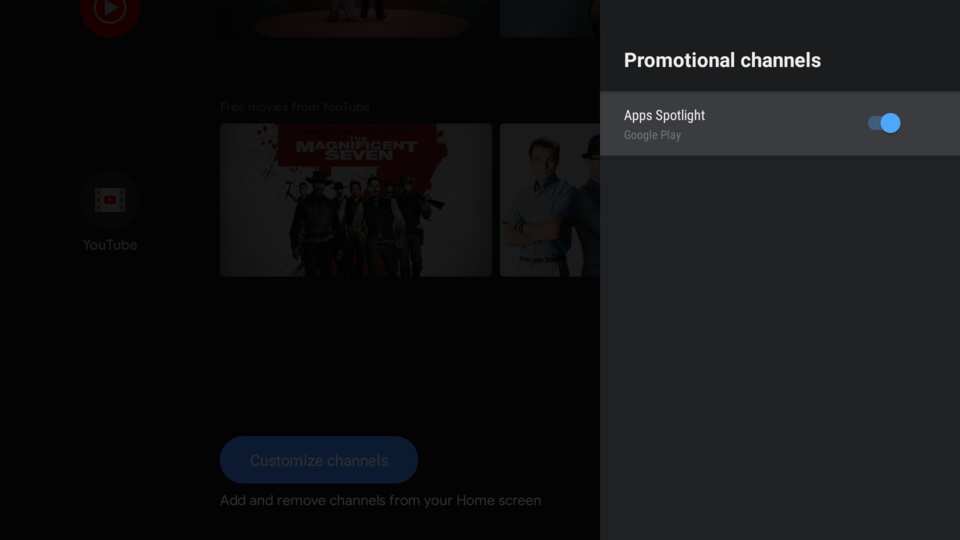 Promotional channels
Apps Spotlight
Google Play
Free movies from YouTube
THE
MAGNIFICENT
SEVEN
YouTube
Customize channels
Add and remove channels from your Home screen